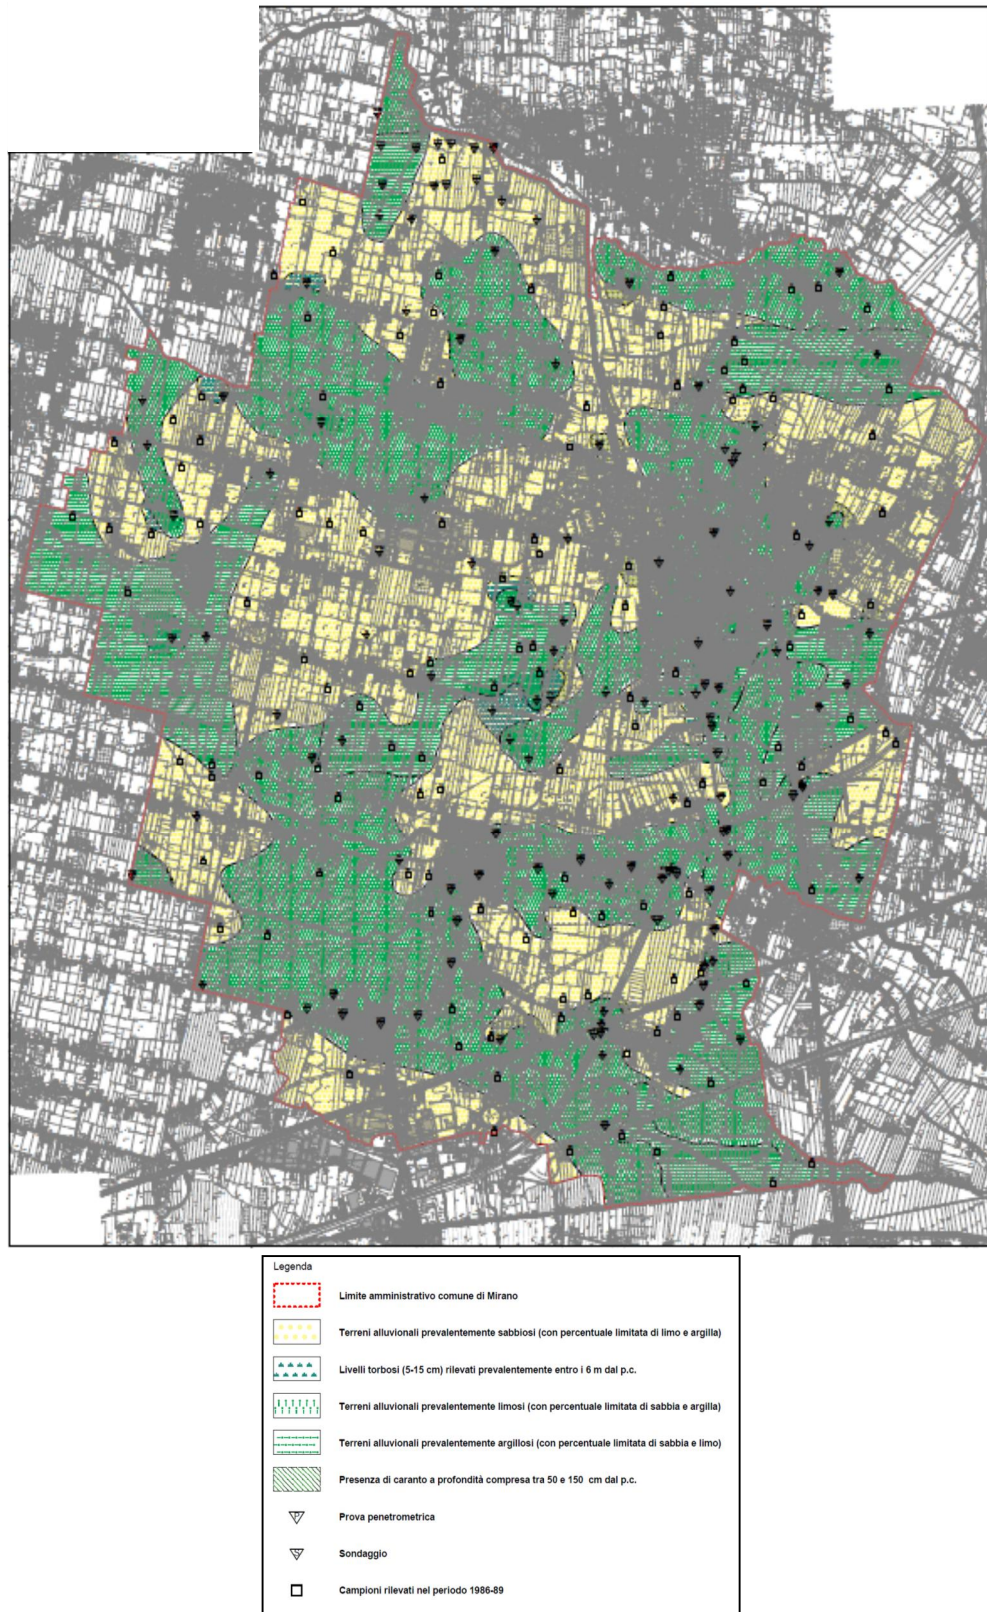 Legenda
Limite amministrativo comune di Mirano
Terreni alluvionali prevalentemente sabbiosi (con percentuale limitata di limo e argilla)
Livelli torbosi (5-15 cm) rilevati prevalentemente entro i 6 m dal p.c.
Terreni alluvionali prevalentemente limosi (con percentuale limitata di sabbia e argilla)
Terreni alluvionali prevalentemente argillosi (con percentuale limitata di sabbia e limo)
Presenza di caranto a profondità compresa tra 50 e 150 cm dal p.c.
P Prova penetrometrica
S Sondaggio
Campioni rilevati nel periodo 1986-89